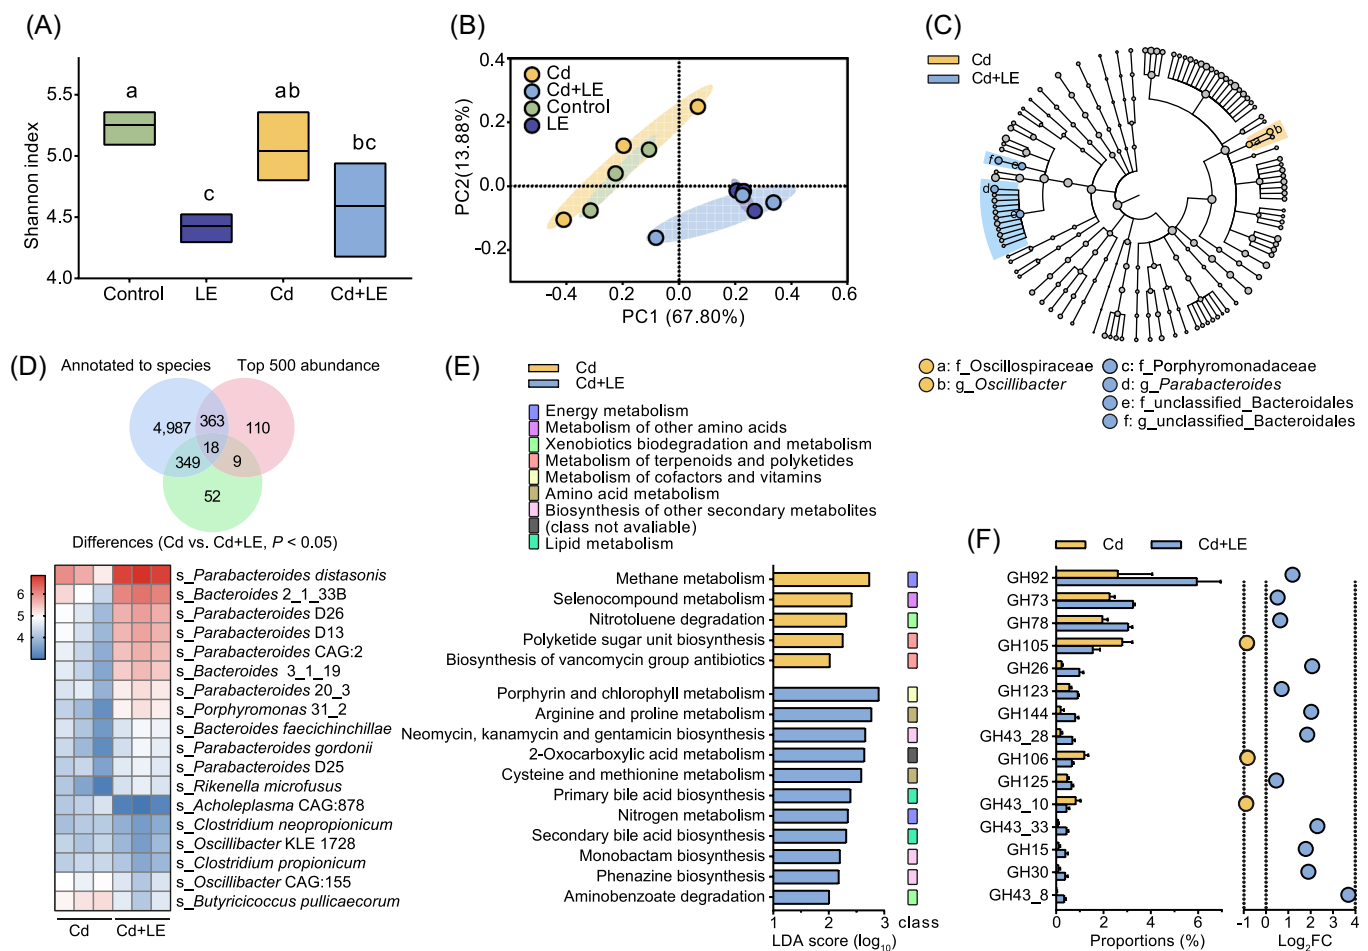 (A)
Shannon index
5.5
5.0
4.5
4.0
a
c
ab
bc
Control
LE
Cd
Cd+LE
(B)
PC2(13.88%)
0.4
0.2
0.0
-0.2
Cd
Cd+LE
Control
LE
-0.4
0.2
0.0
0.2
0.4
0.6
PC1 (67.80%)
(C)
Cd
Cd+LE
b
a
f
e
d
c
a: f_Oscillospiraceae
b: g_Oscillibacter
c: f_Porphyromonadaceae
d: g_Parabacteroides
e: f_unclassified_Bacteroidales
f: g_unclassified_Bacteroidales
(D)
Annotated to species
Top 500 abundance
4,987
363
110
18
349
9
52
Differences (Cd vs. Cd+LE, P < 0.05)
6
5
4
s_Parabacteroides distasonis
s_Bacteroides 2_1_33B
s_Parabacteroides D26
s_Parabacteroides D13
s_Parabacteroides CAG:2
s_Bacteroides 3_1_19
s_Parabacteroides 20_3
s_Porphyromonas 31_2
s_Bacteroides faecichinchillae
s_Parabacteroides gordonii
s_Parabacteroides D25
s_Rikenella microfusus
s_Acholeplasma CAG:878
s_Clostridium neopropionicum
s_Oscillibacter KLE 1728
s_Clostridium propionicum
s_Oscillibacter CAG:155
s_Butyricicoccus pullicaecorum
Cd
Cd+LE
(E)
Cd
Cd+LE
Energy metabolism
Metabolism of other amino acids
Xenobiotics biodegradation and metabolism
Metabolism of terpenoids and polyketides
Metabolism of cofactors and vitamins
Amino acid metabolism
Biosynthesis of other secondary metabolites
(class not avaliable)
Lipid metabolism
Methane metabolism
Selenocompound metabolism
Nitrotoluene degradation
Polyketide sugar unit biosynthesis
Biosynthesis of vancomycin group antibiotics
Porphyrin and chlorophyll metabolism
Arginine and proline metabolism
Neomycin, kanamycin and gentamicin biosynthesis
2-Oxocarboxylic acid metabolism
Cysteine and methionine metabolism
Primary bile acid biosynthesis
Nitrogen metabolism
Secondary bile acid biosynthesis
Monobactam biosynthesis
Phenazine biosynthesis
Aminobenzoate degradation
1
2
3
class
LDA score (log10)
(F)
Cd
Cd+LE
GH92
GH73
GH78
GH105
GH26
GH123
GH144
GH43_28
GH106
GH125
GH43_10
GH43_33
GH15
GH30
GH43_8
0
2
4
6
-1
0
2
4
Proportions (%)
Log2FC